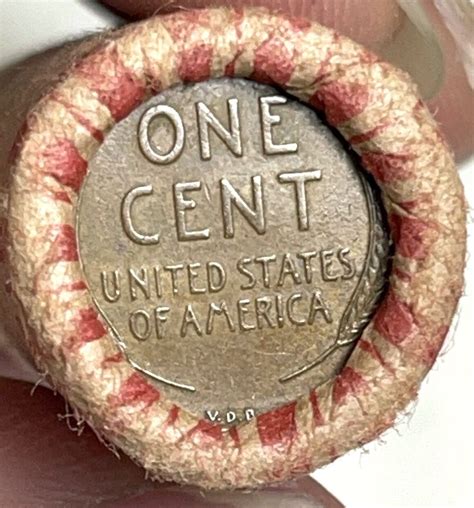 ONE
CENT
UNITED STATES
OF AMERICA
V.D.B